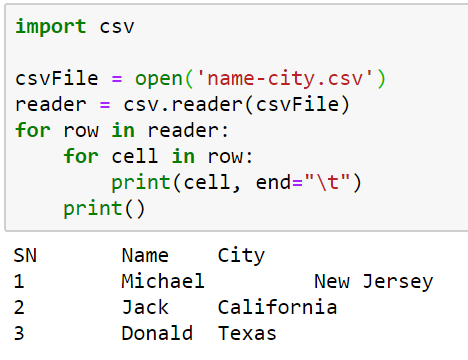 import csv
csvFile = open('name-city.csv')
reader = csv.reader(csvFile)
for row in reader:
    for cell in row:
        print(cell, end="\t")
    print()
SN	Name	City
1	Michael		New Jersey
2	Jack	California
3	Donald	Texas